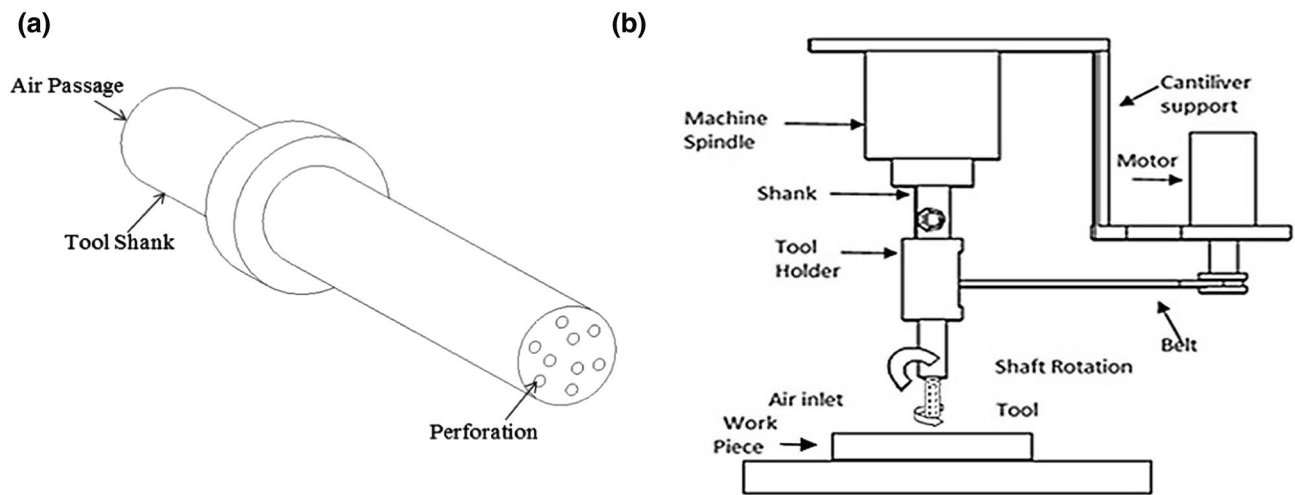 (a)
Air Passage
Tool Shank
Perforation
(b)
Cantiliver
support
Machine
Spindle
Motor
Shank
Tool
Holder
Belt
Shaft Rotation
Air inlet
Tool
Work
Piece